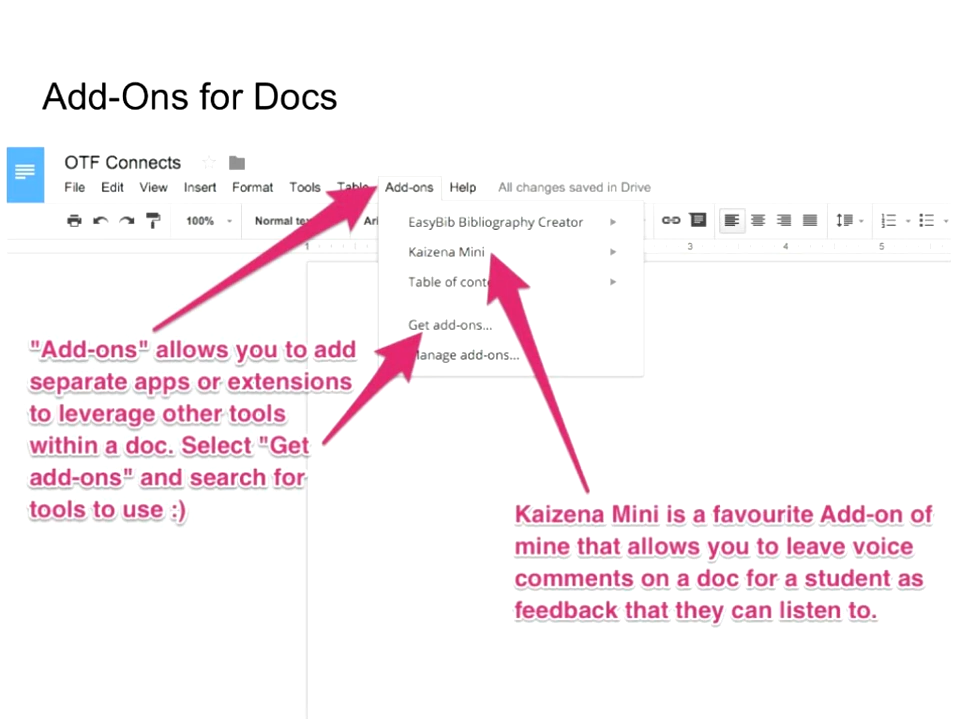 Add-Ons for Docs
OTF Connects
File Edit View Insert Format Tools Table Add-ons Help All changes saved in Drive
100% Normal
1 3 4 5
EasyBib Bibliography Creator
Kaizena Mini
Table of
Get add-ons...
Manage add-ons...
"Add-ons" allows you to add
separate apps or extensions
to leverage other tools
within a doc. Select "Get
add-ons" and search for
tools to use :)
Kaizena Mini is a favourite Add-on of
mine that allows you to leave voice
comments on a doc for a student as
feedback that they can listen to.